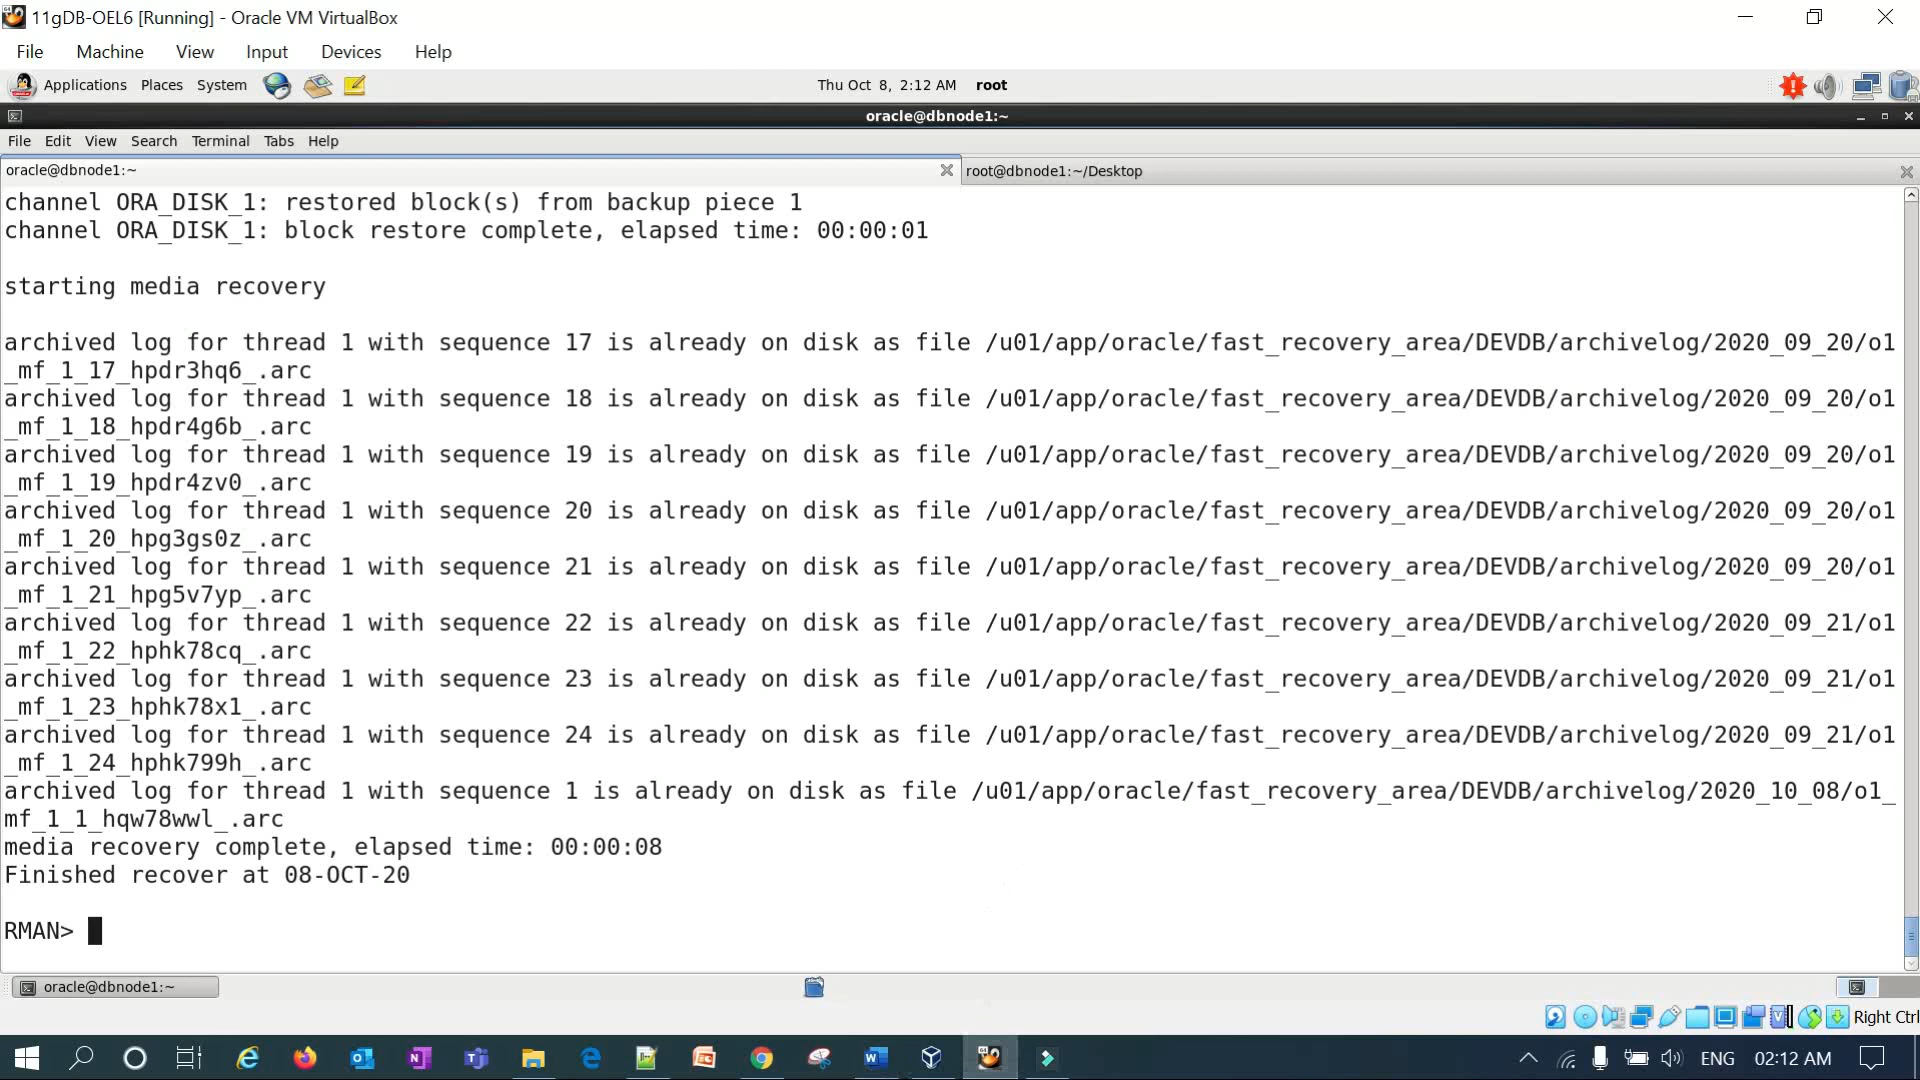 11gDB-OEL6 [Running] - Oracle VM VirtualBox
File Machine View Input Devices Help
Applications Places System Thu Oct 8, 2:12 AM root
oracle@dbnode1:~
File Edit View Search Terminal Tabs Help
oracle@dbnode1:~ root@dbnode1:~/Desktop
channel ORA_DISK_1: restored block(s) from backup piece 1
channel ORA_DISK_1: block restore complete, elapsed time: 00:00:01
starting media recovery
archived log for thread 1 with sequence 17 is already on disk as file /u01/app/oracle/fast_recovery_area/DEVDB/archivelog/2020_09_20/o1
_mf_1_17_hpdr3hq6_.arc
archived log for thread 1 with sequence 18 is already on disk as file /u01/app/oracle/fast_recovery_area/DEVDB/archivelog/2020_09_20/o1
_mf_1_18_hpdr4g6b_.arc
archived log for thread 1 with sequence 19 is already on disk as file /u01/app/oracle/fast_recovery_area/DEVDB/archivelog/2020_09_20/o1
_mf_1_19_hpdr4zv0_.arc
archived log for thread 1 with sequence 20 is already on disk as file /u01/app/oracle/fast_recovery_area/DEVDB/archivelog/2020_09_20/o1
_mf_1_20_hpg3gs0z_.arc
archived log for thread 1 with sequence 21 is already on disk as file /u01/app/oracle/fast_recovery_area/DEVDB/archivelog/2020_09_20/o1
_mf_1_21_hpg5v7yp_.arc
archived log for thread 1 with sequence 22 is already on disk as file /u01/app/oracle/fast_recovery_area/DEVDB/archivelog/2020_09_21/o1
_mf_1_22_hphk78cq_.arc
archived log for thread 1 with sequence 23 is already on disk as file /u01/app/oracle/fast_recovery_area/DEVDB/archivelog/2020_09_21/o1
_mf_1_23_hphk78x1_.arc
archived log for thread 1 with sequence 24 is already on disk as file /u01/app/oracle/fast_recovery_area/DEVDB/archivelog/2020_09_21/o1
_mf_1_24_hphk799h_.arc
archived log for thread 1 with sequence 1 is already on disk as file /u01/app/oracle/fast_recovery_area/DEVDB/archivelog/2020_10_08/o1_
mf_1_1_hqw78wwl_.arc
media recovery complete, elapsed time: 00:00:08
Finished recover at 08-OCT-20
RMAN>
oracle@dbnode1:~
Right Ctrl
ENG 02:12 AM